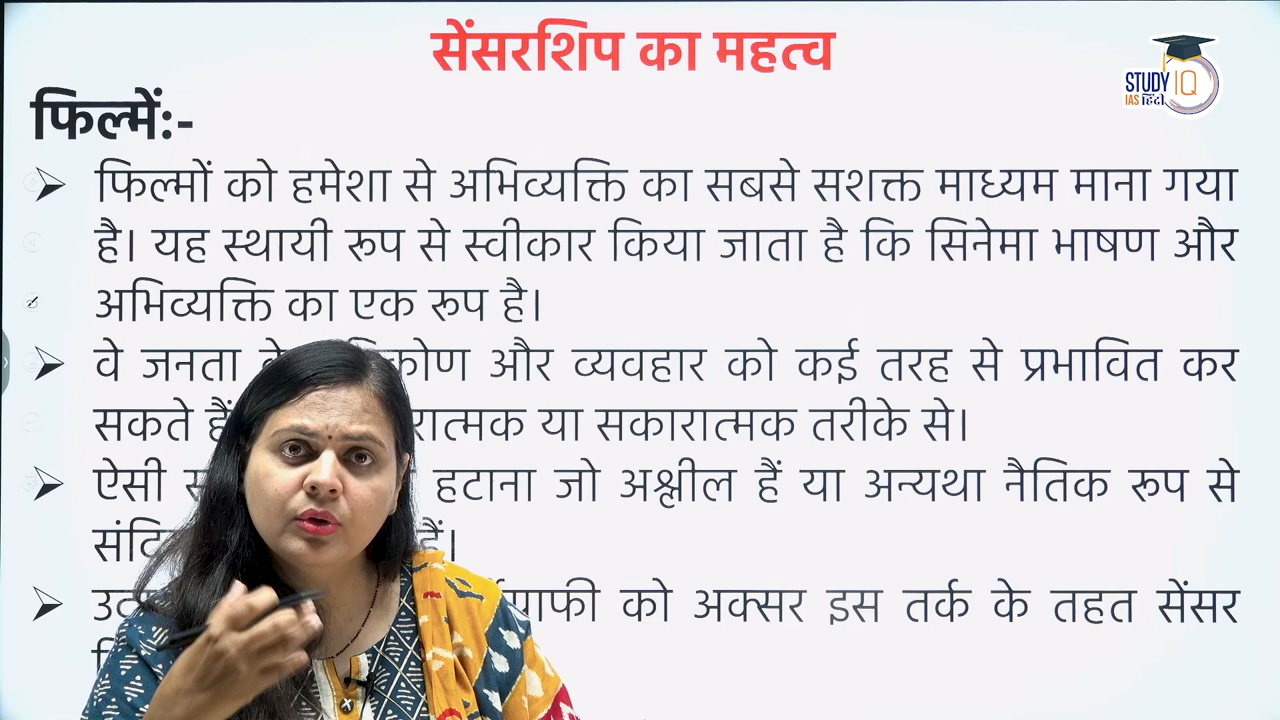 सेंसरशिप का महत्व
STUDY IQ
IAS हिंदी
फिल्में:-
फिल्मों को हमेशा से अभिव्यक्ति का सबसे सशक्त माध्यम माना गया
है। यह स्थायी रूप से स्वीकार किया जाता है कि सिनेमा भाषण और
अभिव्यक्ति का एक रूप है।
वे जनता और व्यवहार को कई तरह से प्रभावित कर
सकते हैं या सकारात्मक तरीके से।
ऐसी हटाना जो अश्लील हैं या अन्यथा नैतिक रूप से
हैं।
को अक्सर इस तर्क के तहत सेंसर